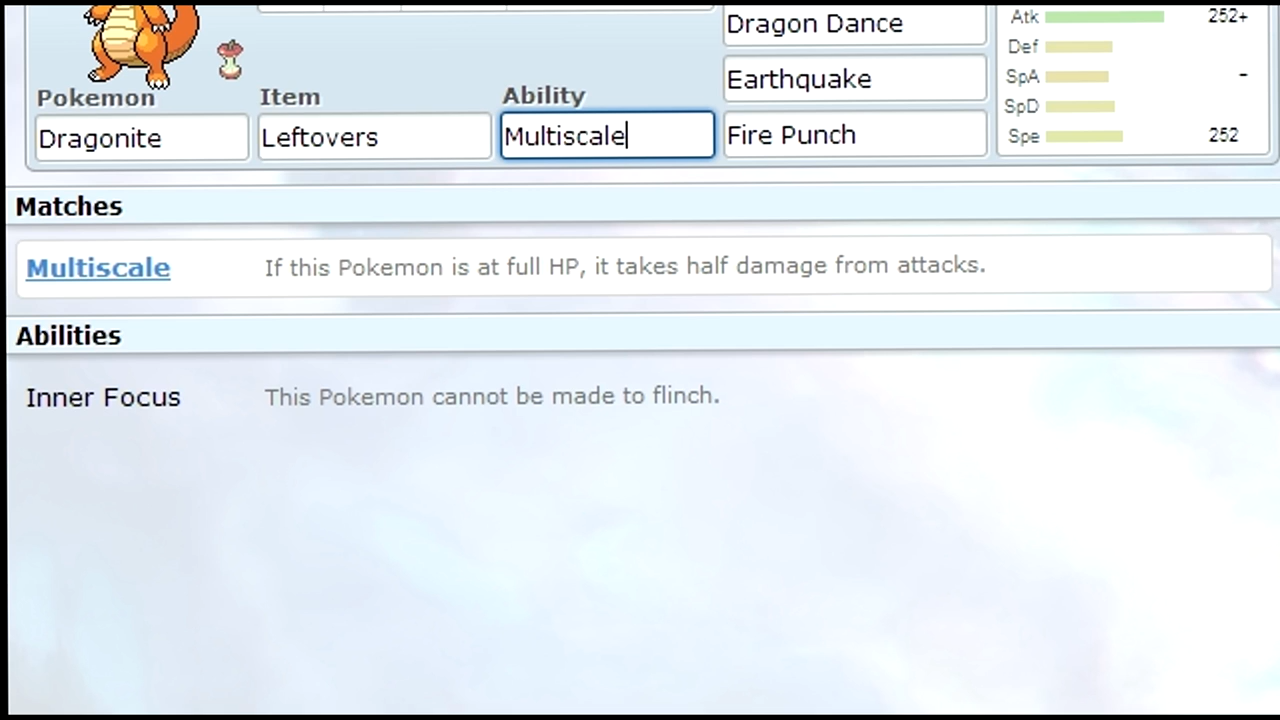 Pokemon
Item
Ability
Dragonite
Leftovers
Multiscale
Dragon Dance
Earthquake
Fire Punch
Atk 252+
Def
SpA -
SpD
Spe 252
Matches
Multiscale If this Pokemon is at full HP, it takes half damage from attacks.
Abilities
Inner Focus This Pokemon cannot be made to flinch.